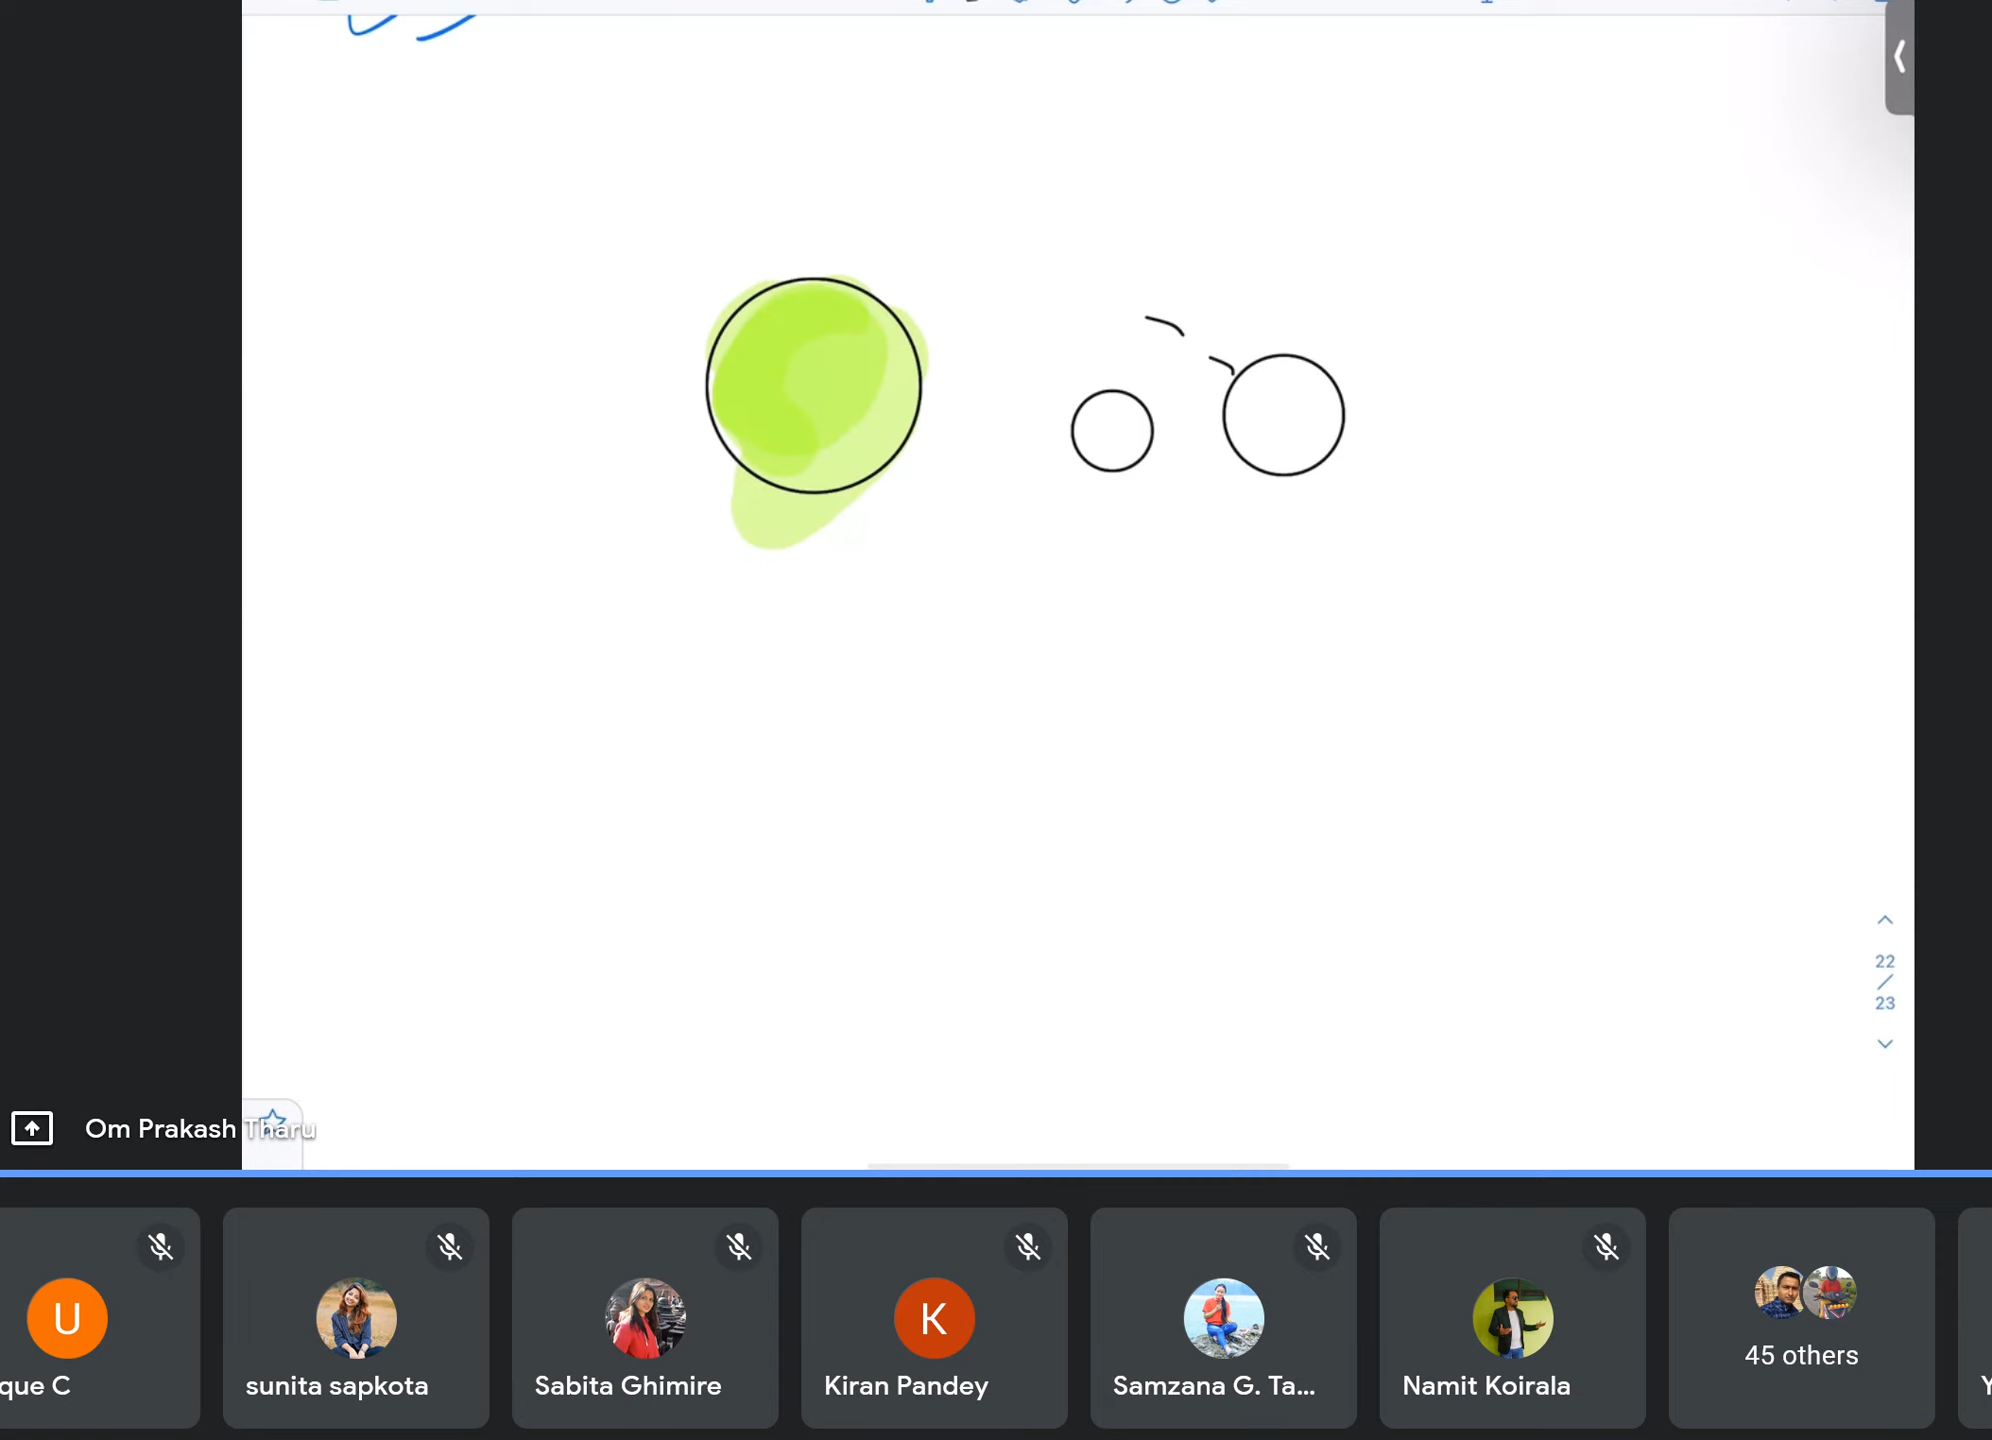 22
/
23
Om Prakash Tharu
U
que C
sunita sapkota
Sabita Ghimire
K
Kiran Pandey
Samzana G. Ta...
Namit Koirala
45 others
Y